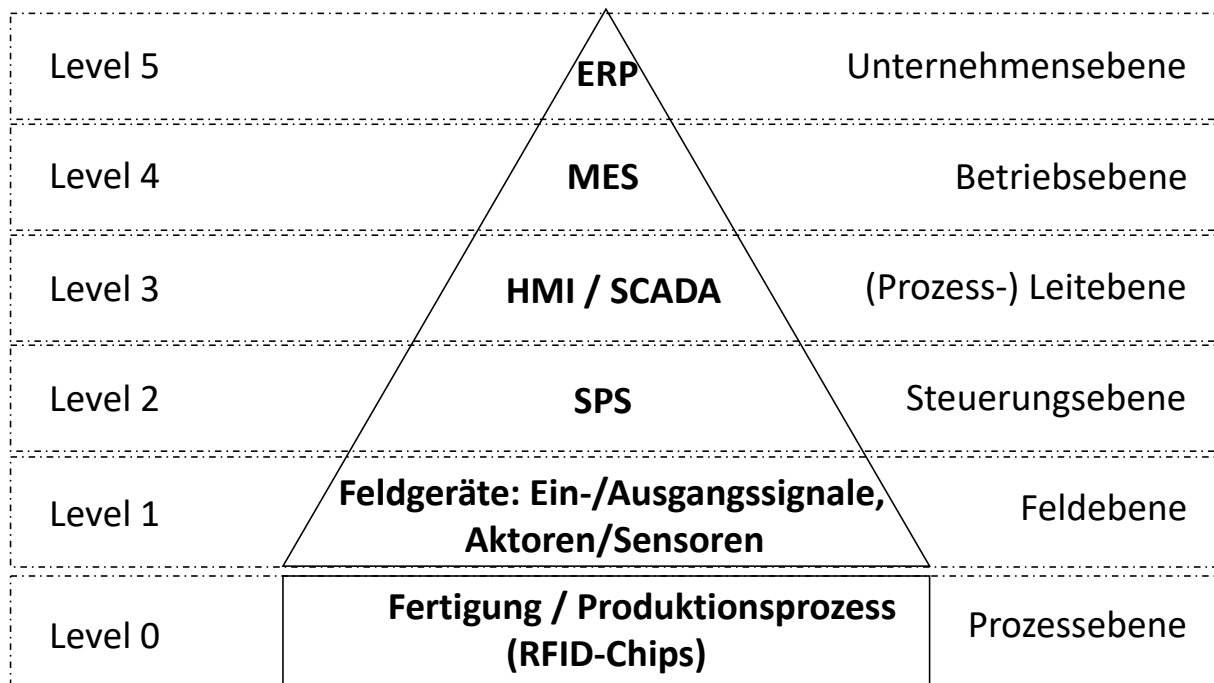 Level 5 ERP Unternehmensebene
Level 4 MES Betriebsebene
Level 3 HMI / SCADA (Prozess-) Leitebene
Level 2 SPS Steuerungsebene
Level 1 Feldgeräte: Ein-/Ausgangssignale, Feldebene
Aktoren/Sensoren
Level 0 Fertigung / Produktionsprozess Prozessebene
(RFID-Chips)